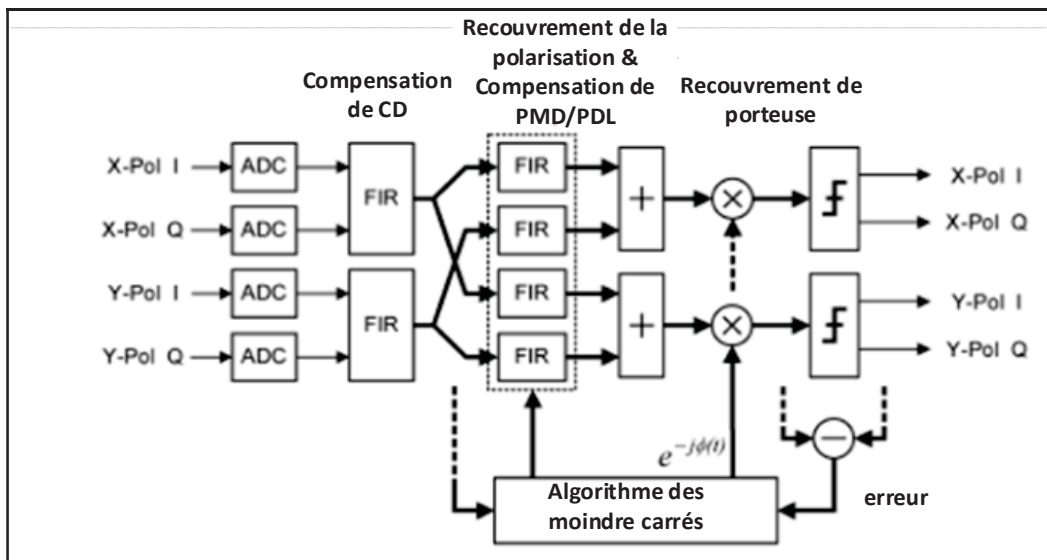 Recouvrement de la
polarisation &
Compensation de
PMD/PDL
Compensation
de CD
Recouvrement de
porteuse
X-Pol I
ADC
FIR
FIR
+
×
X-Pol I
X-Pol Q
ADC
FIR
X-Pol Q
Y-Pol I
ADC
FIR
FIR
+
×
Y-Pol I
Y-Pol Q
ADC
FIR
Y-Pol Q
e^{-jϕ(t)}
−
Algorithme des
moindre carrés
erreur